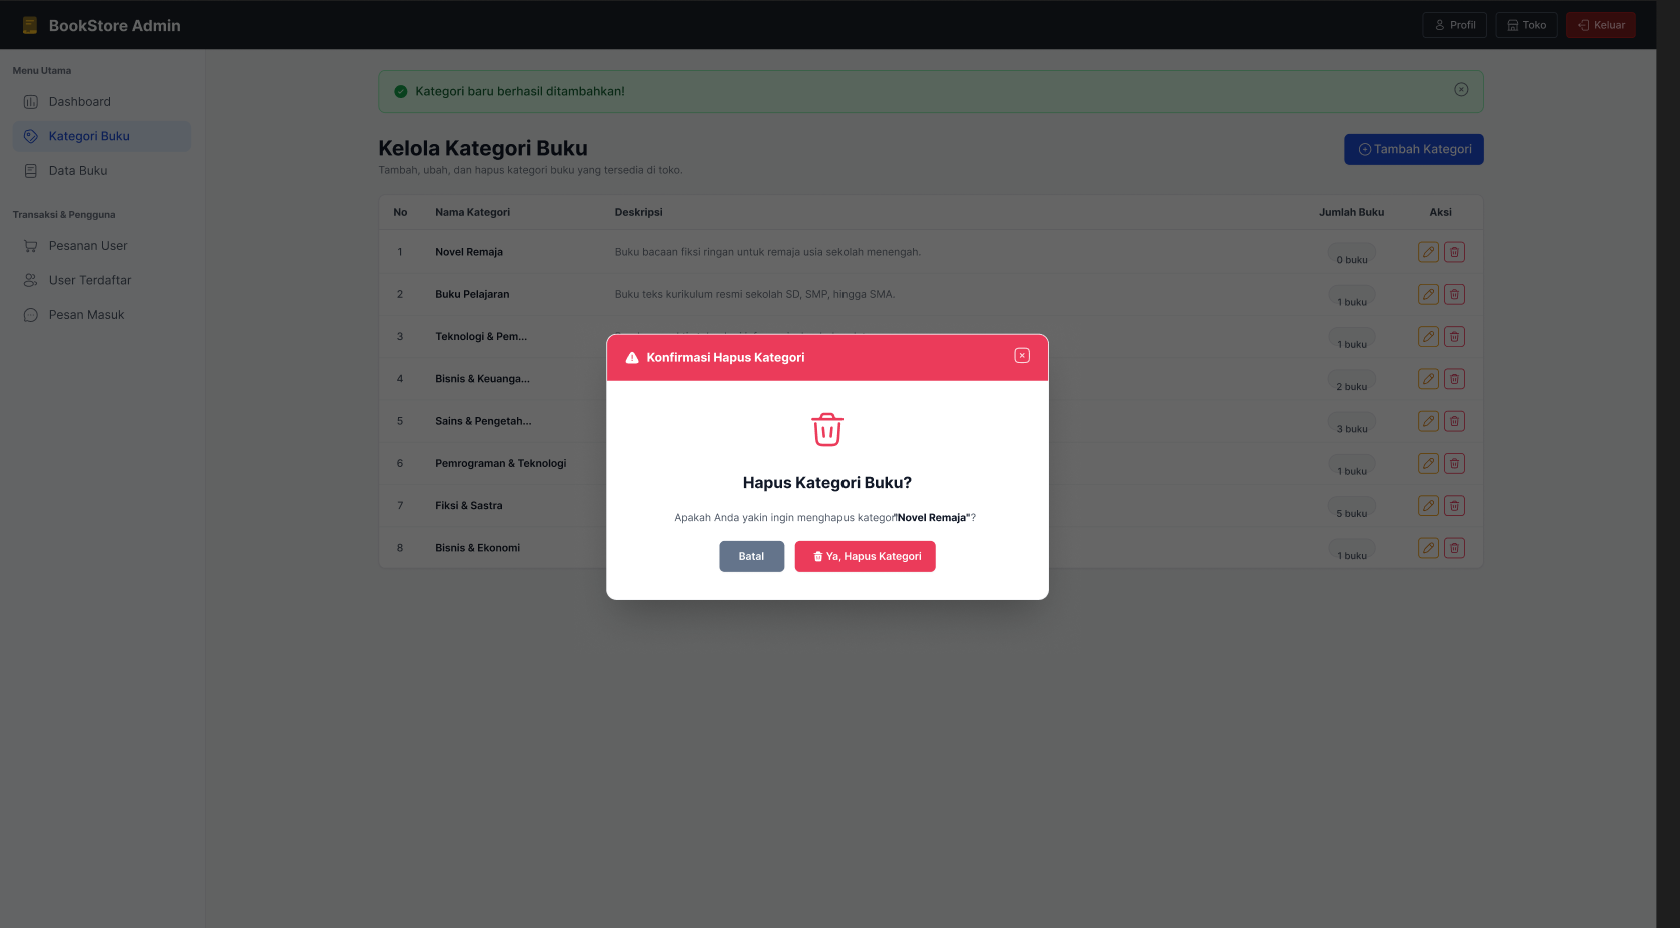 BookStore Admin
Profil
Toko
Keluar
Menu Utama
Dashboard
Kategori Buku
Data Buku
Transaksi & Pengguna
Pesanan User
User Terdaftar
Pesan Masuk
Kategori baru berhasil ditambahkan!
Kelola Kategori Buku
Tambah, ubah, dan hapus kategori buku yang tersedia di toko.
Tambah Kategori
No Nama Kategori Deskripsi Jumlah Buku Aksi
1 Novel Remaja Buku bacaan fiksi ringan untuk remaja usia sekolah menengah. 0 buku
2 Buku Pelajaran Buku teks kurikulum resmi sekolah SD, SMP, hingga SMA. 1 buku
3 Teknologi & Pem... 1 buku
4 Bisnis & Keuanga... 2 buku
5 Sains & Pengetah... 3 buku
6 Pemrograman & Teknologi 1 buku
7 Fiksi & Sastra 5 buku
8 Bisnis & Ekonomi 1 buku
Konfirmasi Hapus Kategori
Hapus Kategori Buku?
Apakah Anda yakin ingin menghapus kategori "Novel Remaja"?
Batal
Ya, Hapus Kategori